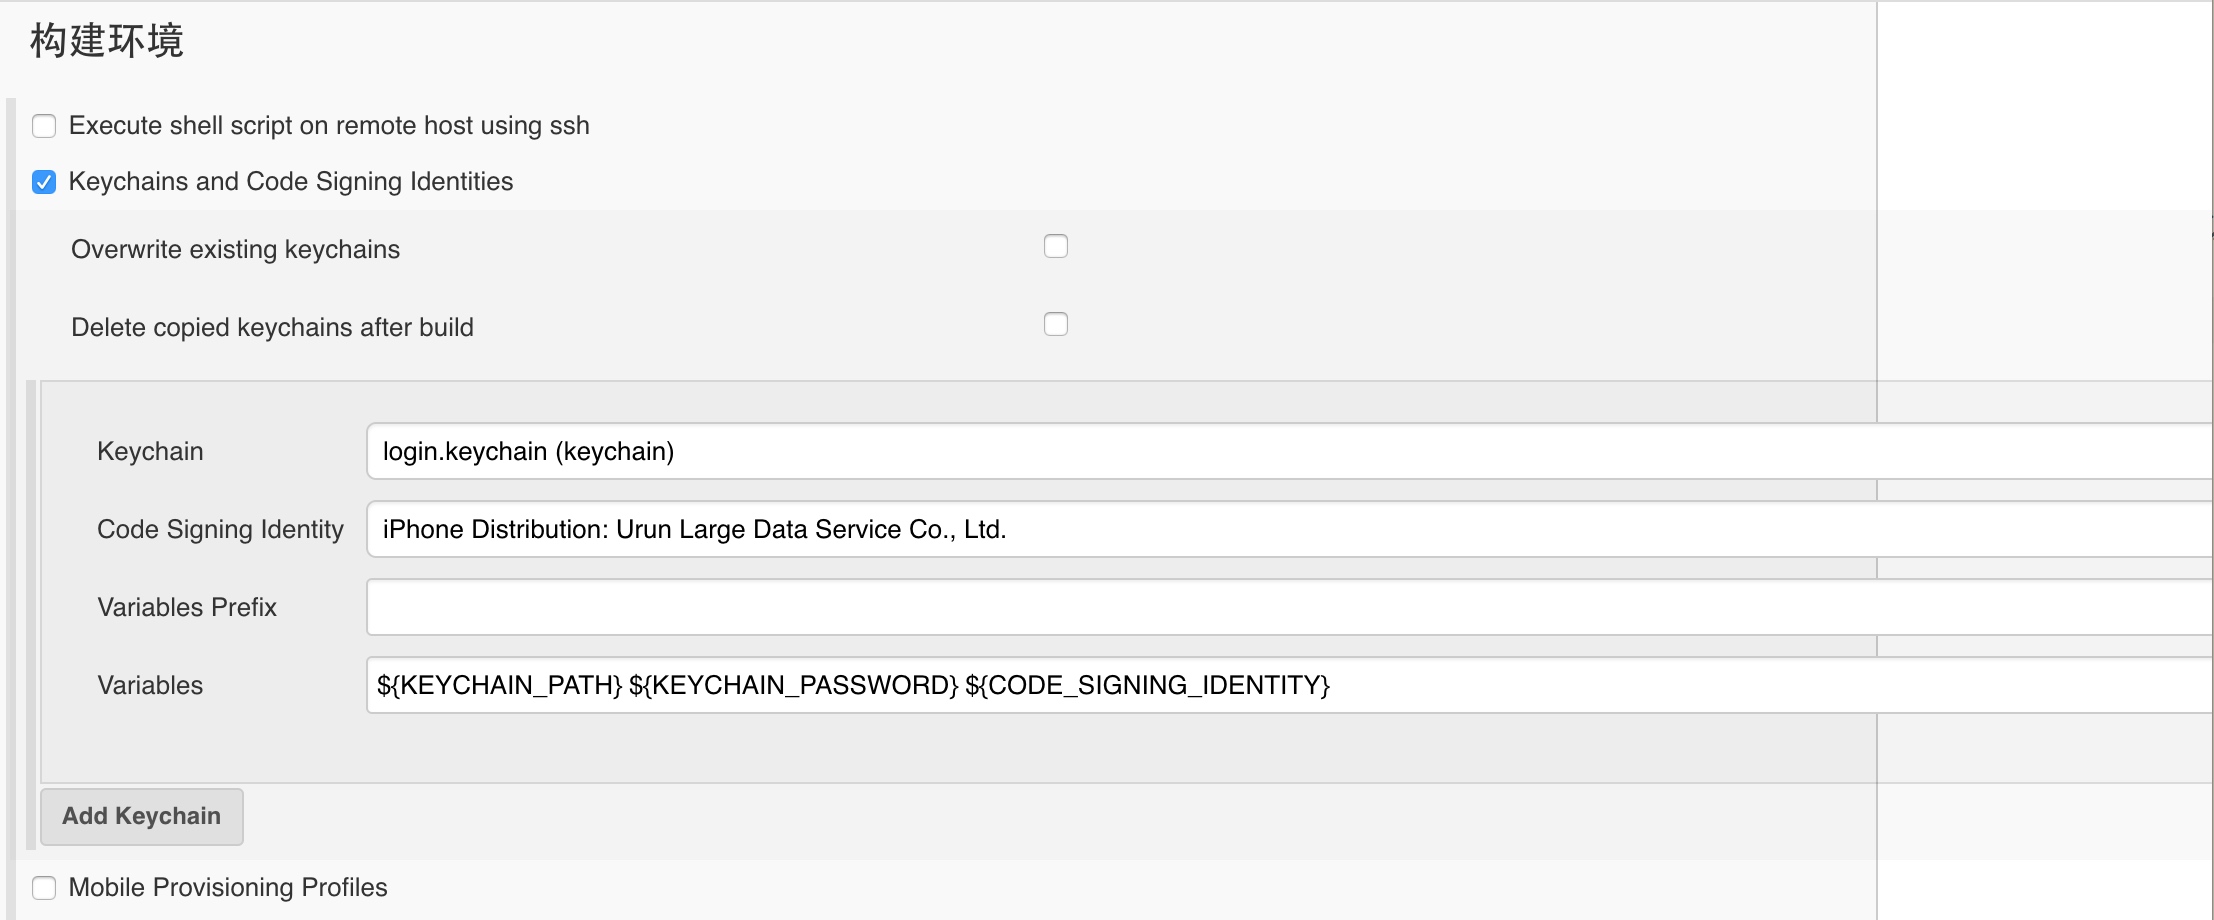 构建环境
Execute shell script on remote host using ssh
Keychains and Code Signing Identities
Overwrite existing keychains
Delete copied keychains after build
Keychain login.keychain (keychain)
Code Signing Identity iPhone Distribution: Urun Large Data Service Co., Ltd.
Variables Prefix
Variables ${KEYCHAIN_PATH} ${KEYCHAIN_PASSWORD} ${CODE_SIGNING_IDENTITY}
Add Keychain
Mobile Provisioning Profiles